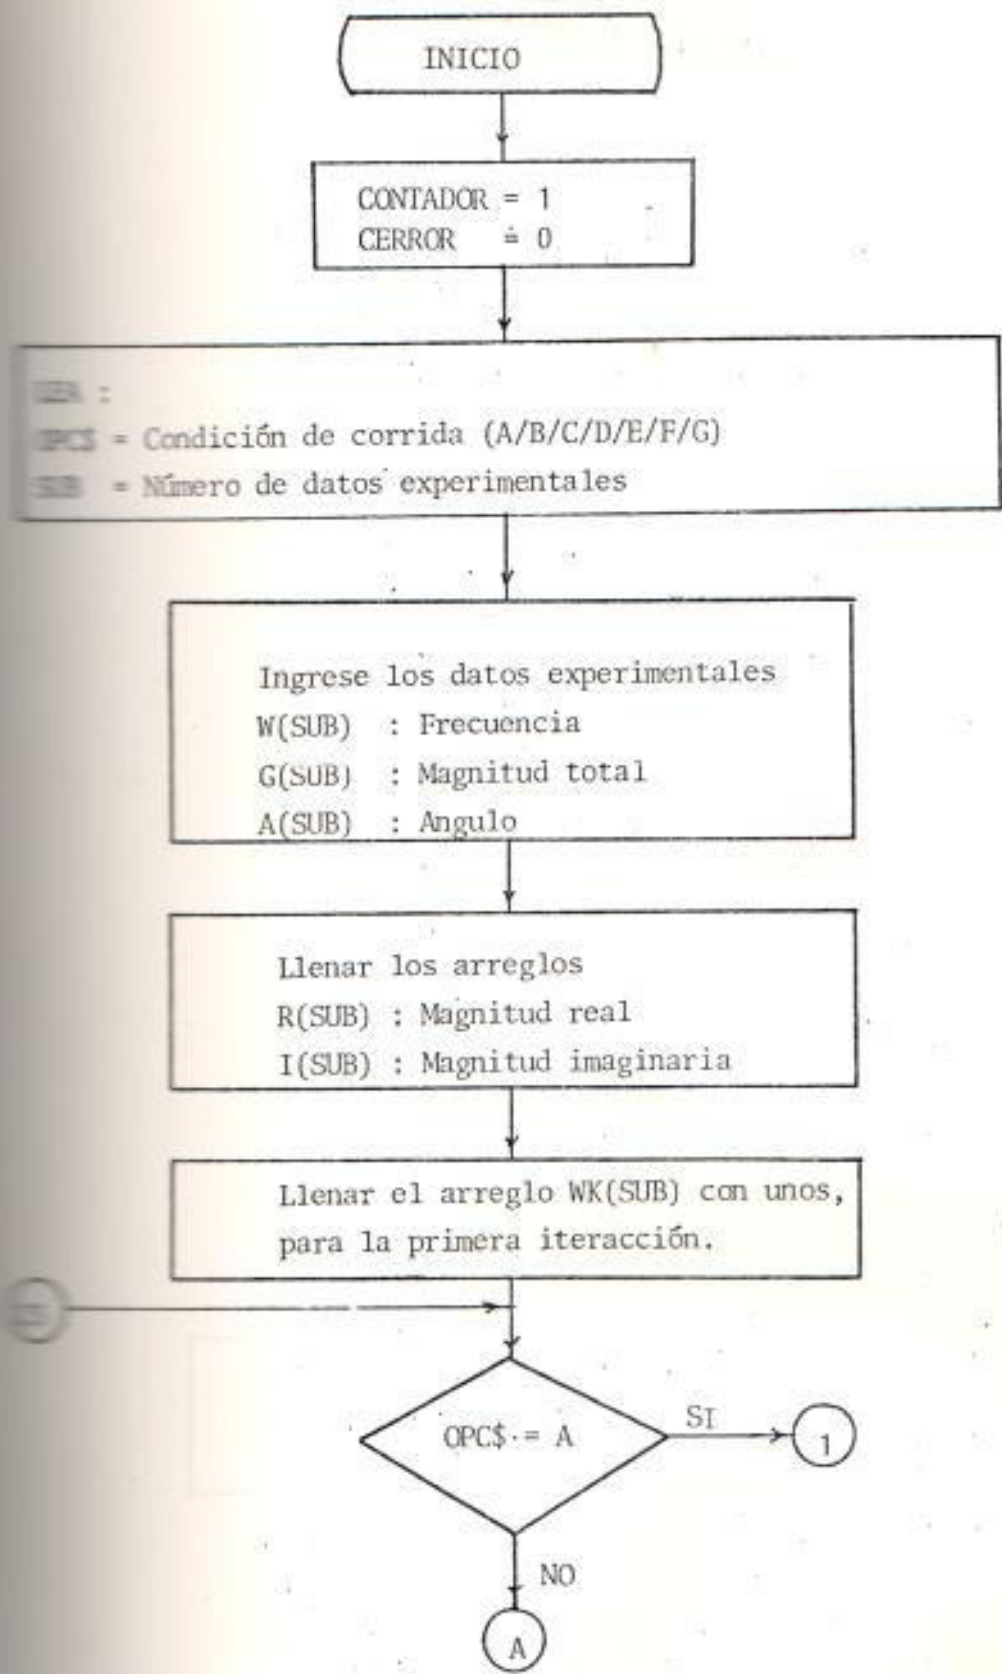 INICIO
CONTADOR = 1
CERROR = 0
:
OPC$ = Condición de corrida (A/B/C/D/E/F/G)
SUB = Número de datos experimentales
Ingrese los datos experimentales
W(SUB) : Frecuencia
G(SUB) : Magnitud total
A(SUB) : Angulo
Llenar los arreglos
R(SUB) : Magnitud real
I(SUB) : Magnitud imaginaria
Llenar el arreglo WK(SUB) con unos,
para la primera iteracción.
OPC$ = A
SI
1
NO
A